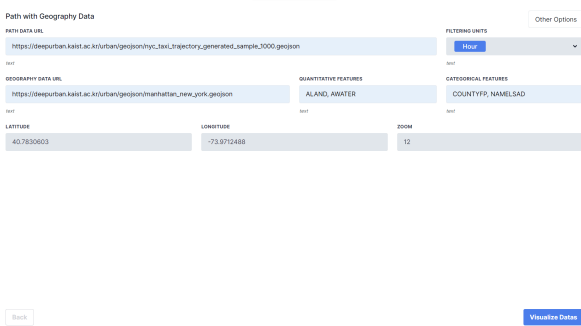 Path with Geography Data
Other Options
PATH DATA URL
FILTERING UNITS
https://deepurban.kaist.ac.kr/urban/geojson/nyc_taxi_trajectory_generated_sample_1000.geojson
Hour
text
text
GEOGRAPHY DATA URL
QUANTITATIVE FEATURES
CATEGORICAL FEATURES
https://deepurban.kaist.ac.kr/urban/geojson/manhattan_new_york.geojson
ALAND, AWATER
COUNTYFP, NAMELSAD
text
text
text
LATITUDE
LONGITUDE
ZOOM
40.7830603
-73.9712488
12
Back
Visualize Datas